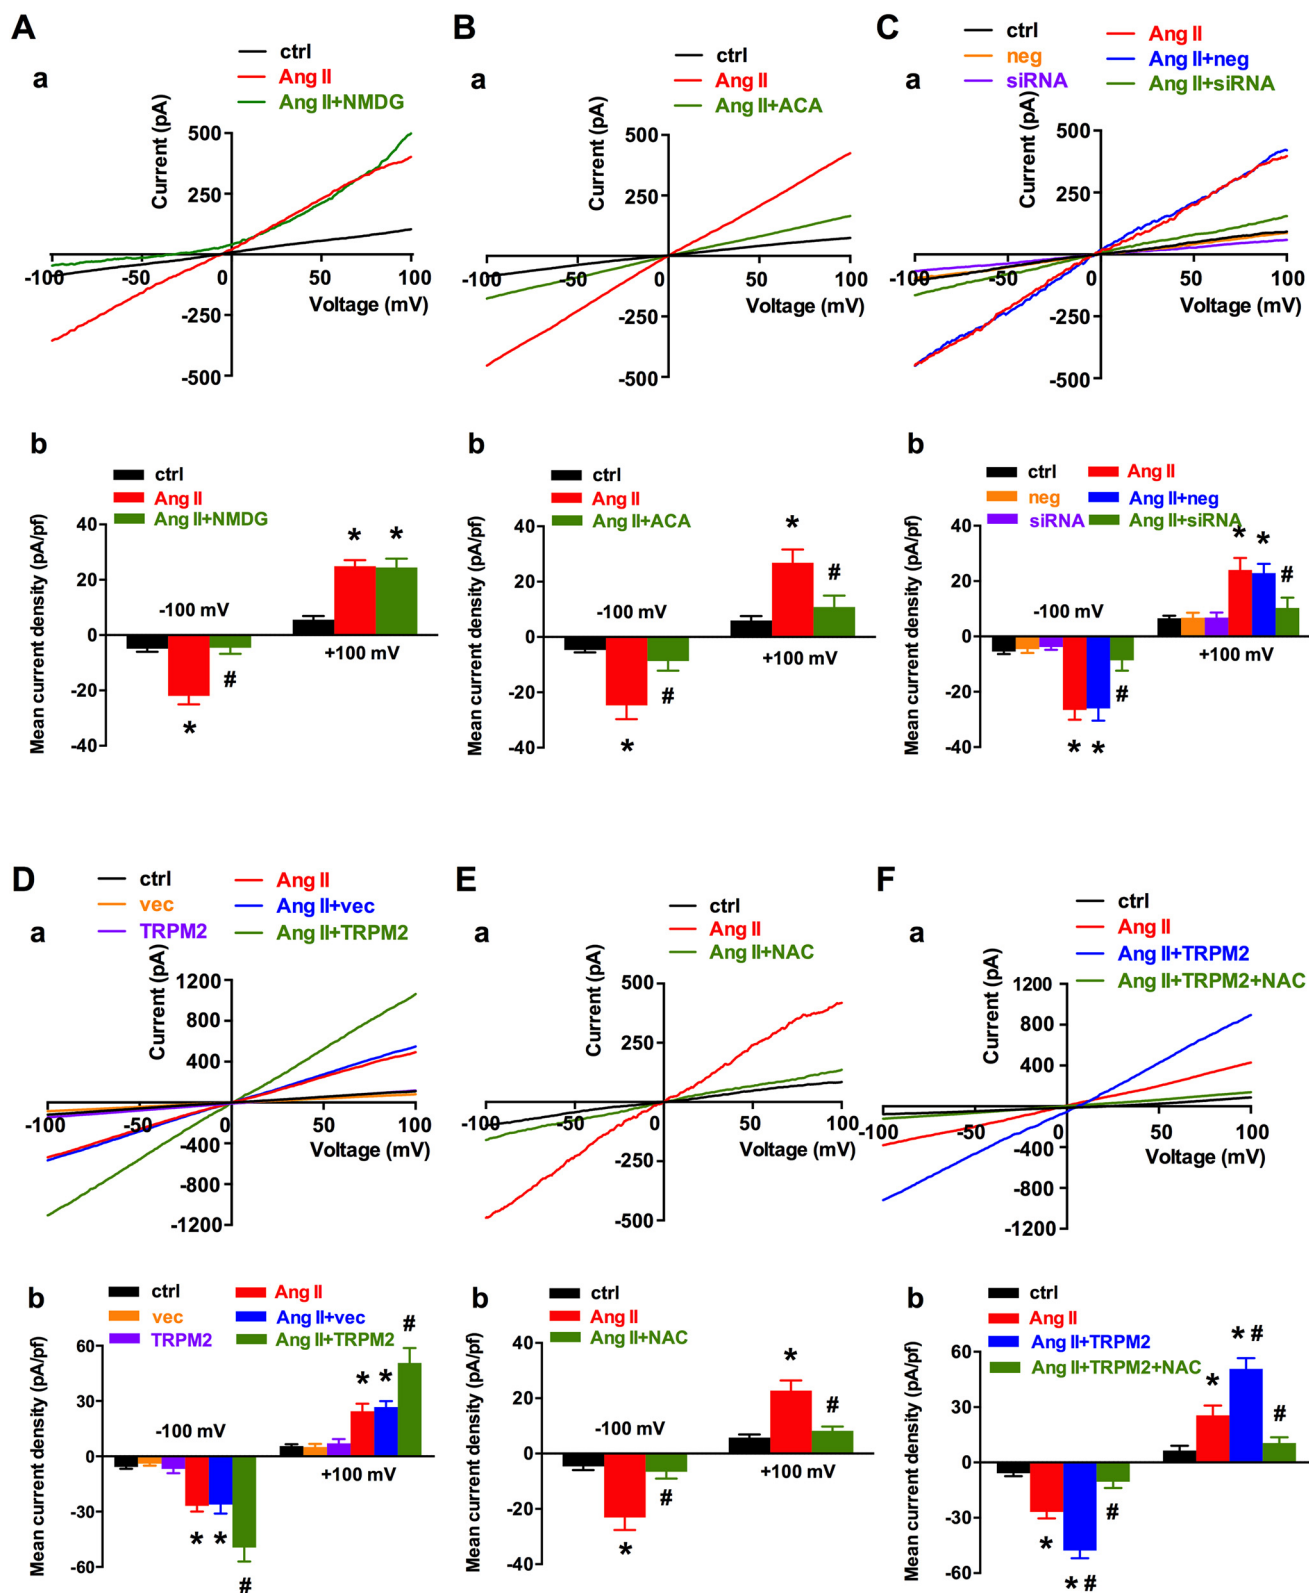 A
a
ctrl
Ang II
Ang II+NMDG
Current (pA)
500
250
-100
-50
0
50
100
Voltage (mV)
-250
-500
b
ctrl
Ang II
Ang II+NMDG
Mean current density (pA/pf)
40
20
0
-20
-40
-100 mV
+100 mV
*
#
*
*
B
a
ctrl
Ang II
Ang II+ACA
Current (pA)
500
250
-100
-50
0
50
100
Voltage (mV)
-250
-500
b
ctrl
Ang II
Ang II+ACA
Mean current density (pA/pf)
40
20
0
-20
-40
-100 mV
+100 mV
*
#
*
#
C
a
ctrl
neg
siRNA
Ang II
Ang II+neg
Ang II+siRNA
Current (pA)
500
250
-100
-50
0
50
100
Voltage (mV)
-250
-500
b
ctrl
neg
siRNA
Ang II
Ang II+neg
Ang II+siRNA
Mean current density (pA/pf)
40
20
0
-20
-40
-100 mV
+100 mV
*
*
#
*
*
#
D
a
ctrl
vec
TRPM2
Ang II
Ang II+vec
Ang II+TRPM2
Current (pA)
1200
800
400
-100
-50
0
50
100
Voltage (mV)
-400
-800
-1200
b
ctrl
vec
TRPM2
Ang II
Ang II+vec
Ang II+TRPM2
Mean current density (pA/pf)
60
30
0
-30
-60
-100 mV
+100 mV
*
*
#
*
*
#
E
a
ctrl
Ang II
Ang II+NAC
Current (pA)
500
250
-100
-50
0
50
100
Voltage (mV)
-250
-500
b
ctrl
Ang II
Ang II+NAC
Mean current density (pA/pf)
40
20
0
-20
-40
-100 mV
+100 mV
*
#
*
#
F
a
ctrl
Ang II
Ang II+TRPM2
Ang II+TRPM2+NAC
Current (pA)
1200
800
400
-100
-50
0
50
100
Voltage (mV)
-400
-800
-1200
b
ctrl
Ang II
Ang II+TRPM2
Ang II+TRPM2+NAC
Mean current density (pA/pf)
60
30
0
-30
-60
*
* #
#
*
* #
#